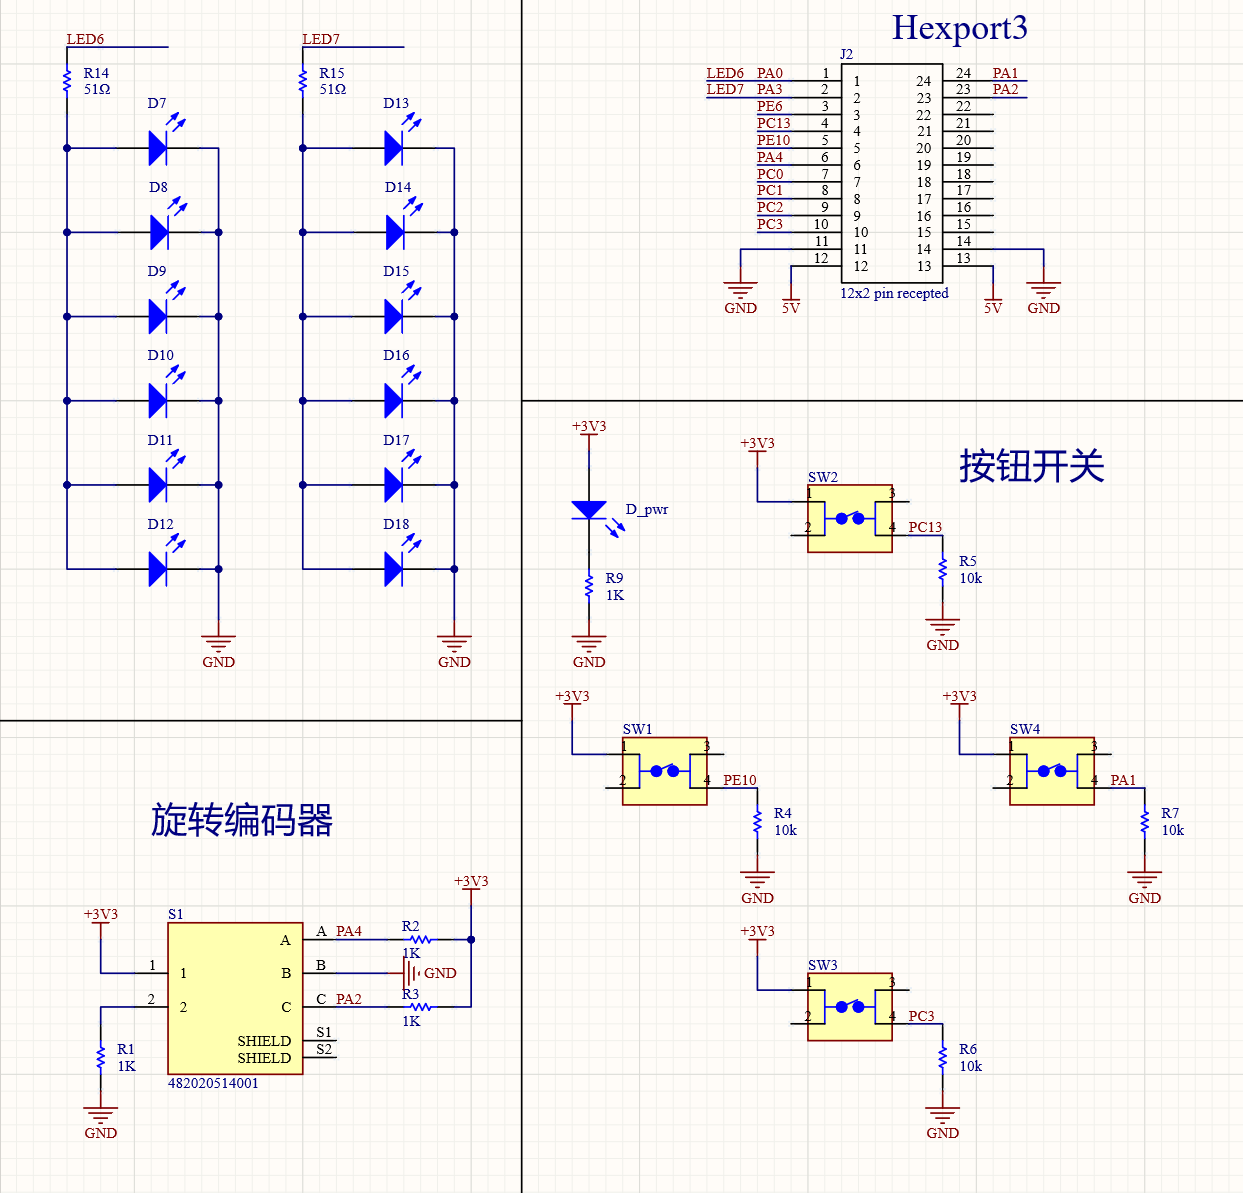 LED6
R14
51Ω
D7
D8
D9
D10
D11
D12
GND
LED7
R15
51Ω
D13
D14
D15
D16
D17
D18
GND
Hexport3
J2
LED6 PA0 1 1 24 24 PA1
LED7 PA3 2 2 23 23 PA2
PE6 3 3 22 22
PC13 4 4 21 21
PE10 5 5 20 20
PA4 6 6 19 19
PC0 7 7 18 18
PC1 8 8 17 17
PC2 9 9 16 16
PC3 10 10 15 15
11 11 14 14
12 12 13 13
12x2 pin recepted
GND 5V 5V GND
+3V3
D_pwr
R9
1K
GND
按钮开关
+3V3
SW2
1 3
2 4 PC13
R5
10k
GND
+3V3
SW1
1 3
2 4 PE10
R4
10k
GND
+3V3
SW4
1 3
2 4 PA1
R7
10k
GND
+3V3
SW3
1 3
2 4 PC3
R6
10k
GND
旋转编码器
+3V3
+3V3
S1
A A PA4 R2
1K
1 1 B B GND
2 2 C C PA2 R3
1K
SHIELD S1
SHIELD S2
482020514001
R1
1K
GND